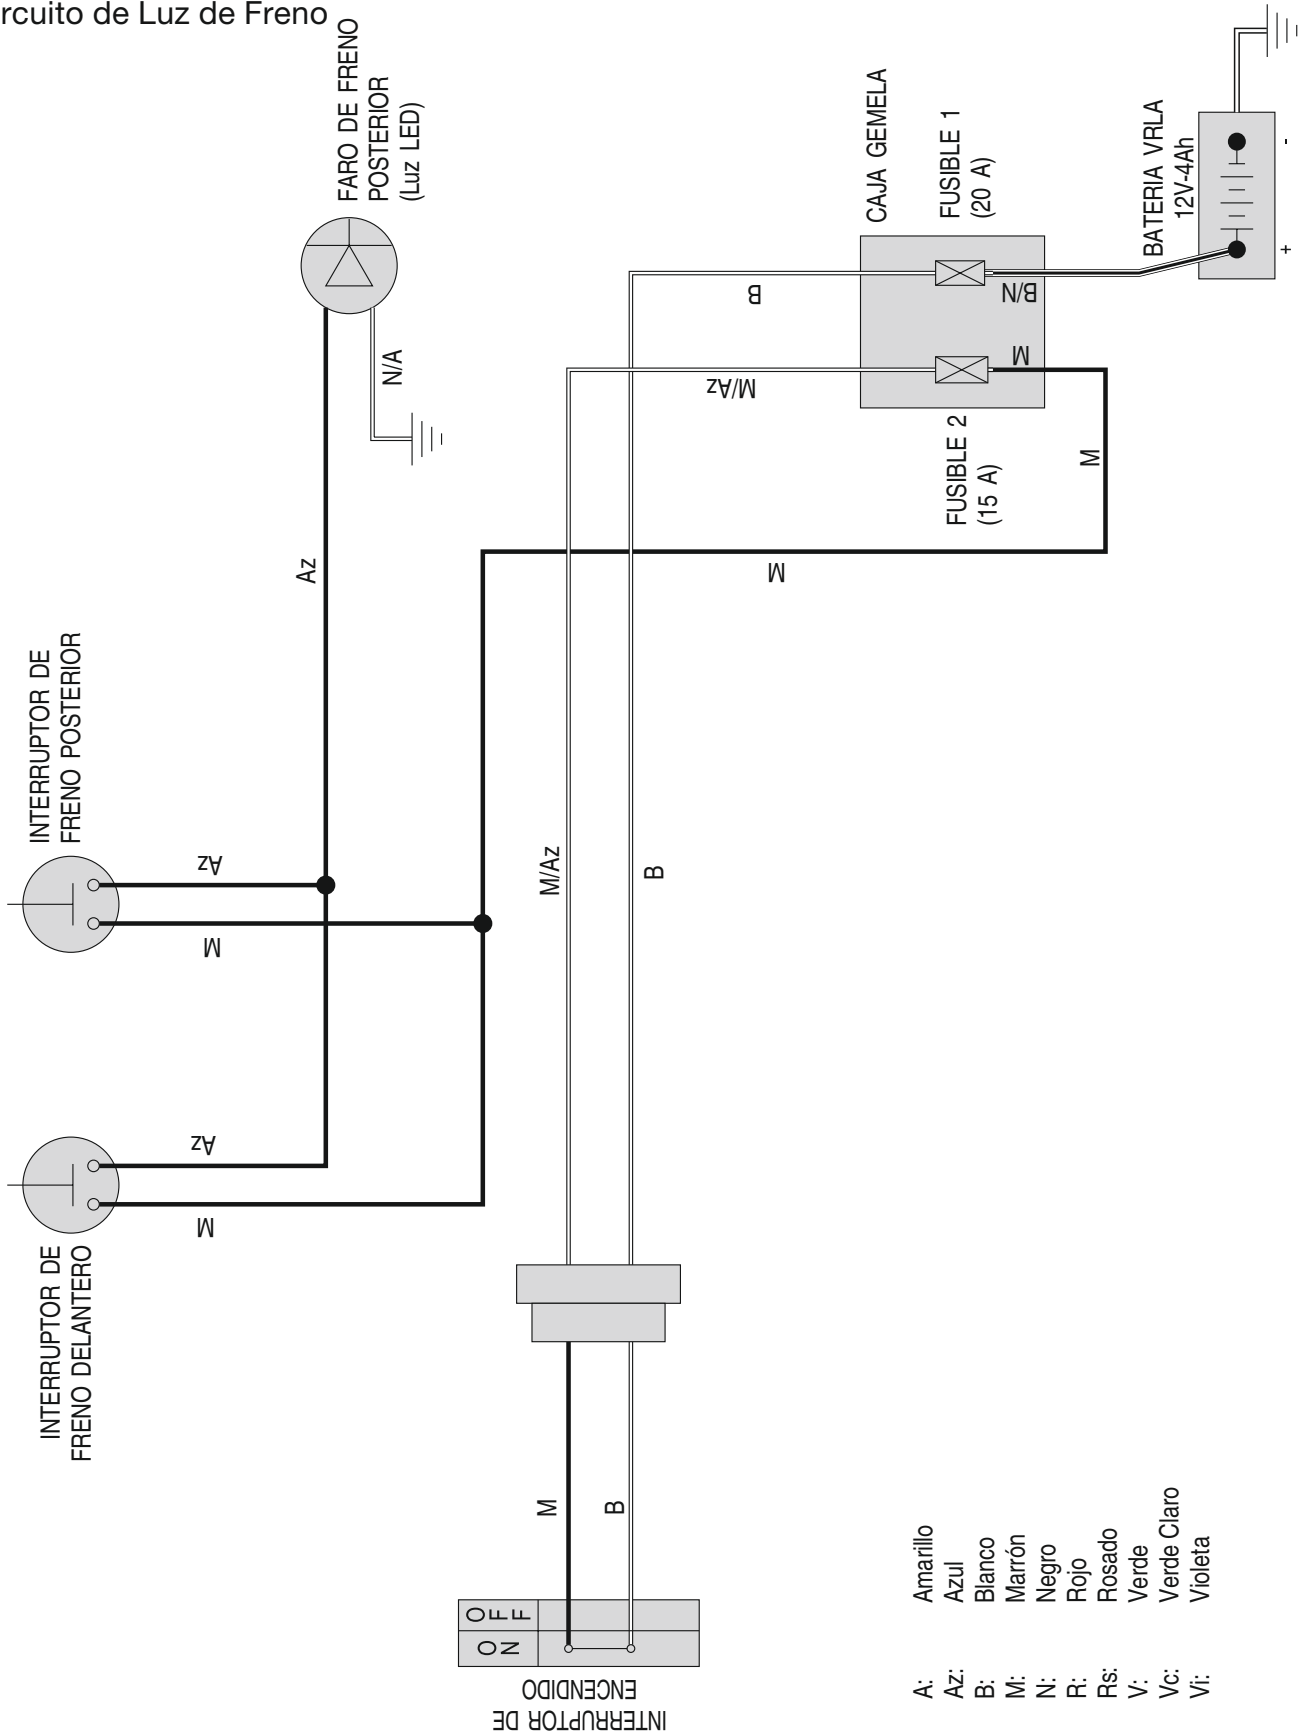 rcuito de Luz de Freno
FARO DE FRENO
POSTERIOR
(Luz LED)
N/A
Az
INTERRUPTOR DE
FRENO POSTERIOR
Az
M
INTERRUPTOR DE
FRENO DELANTERO
Az
M
CAJA GEMELA
FUSIBLE 1
(20 A)
B/N
M
FUSIBLE 2
(15 A)
BATERIA VRLA
12V-4Ah
+
-
B
M/Az
M
M
M/Az
B
M
B
ON
OFF
INTERRUPTOR DE
ENCENDIDO
A: Amarillo
Az: Azul
B: Blanco
M: Marrón
N: Negro
R: Rojo
Rs: Rosado
V: Verde
Vc: Verde Claro
Vi: Violeta